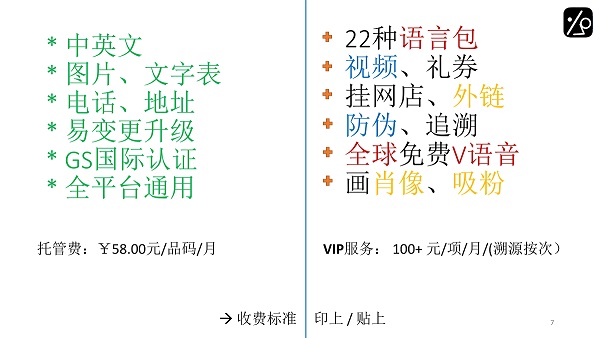 * 中英文
* 图片、文字表
* 电话、地址
* 易变更升级
* GS国际认证
* 全平台通用
托管费：￥58.00元/品码/月
22种语言包
视频、礼券
挂网店、外链
防伪、追溯
全球免费V语音
画肖像、吸粉
VIP服务： 100+ 元/项/月/(溯源按次）
→ 收费标准 印上 / 贴上
7